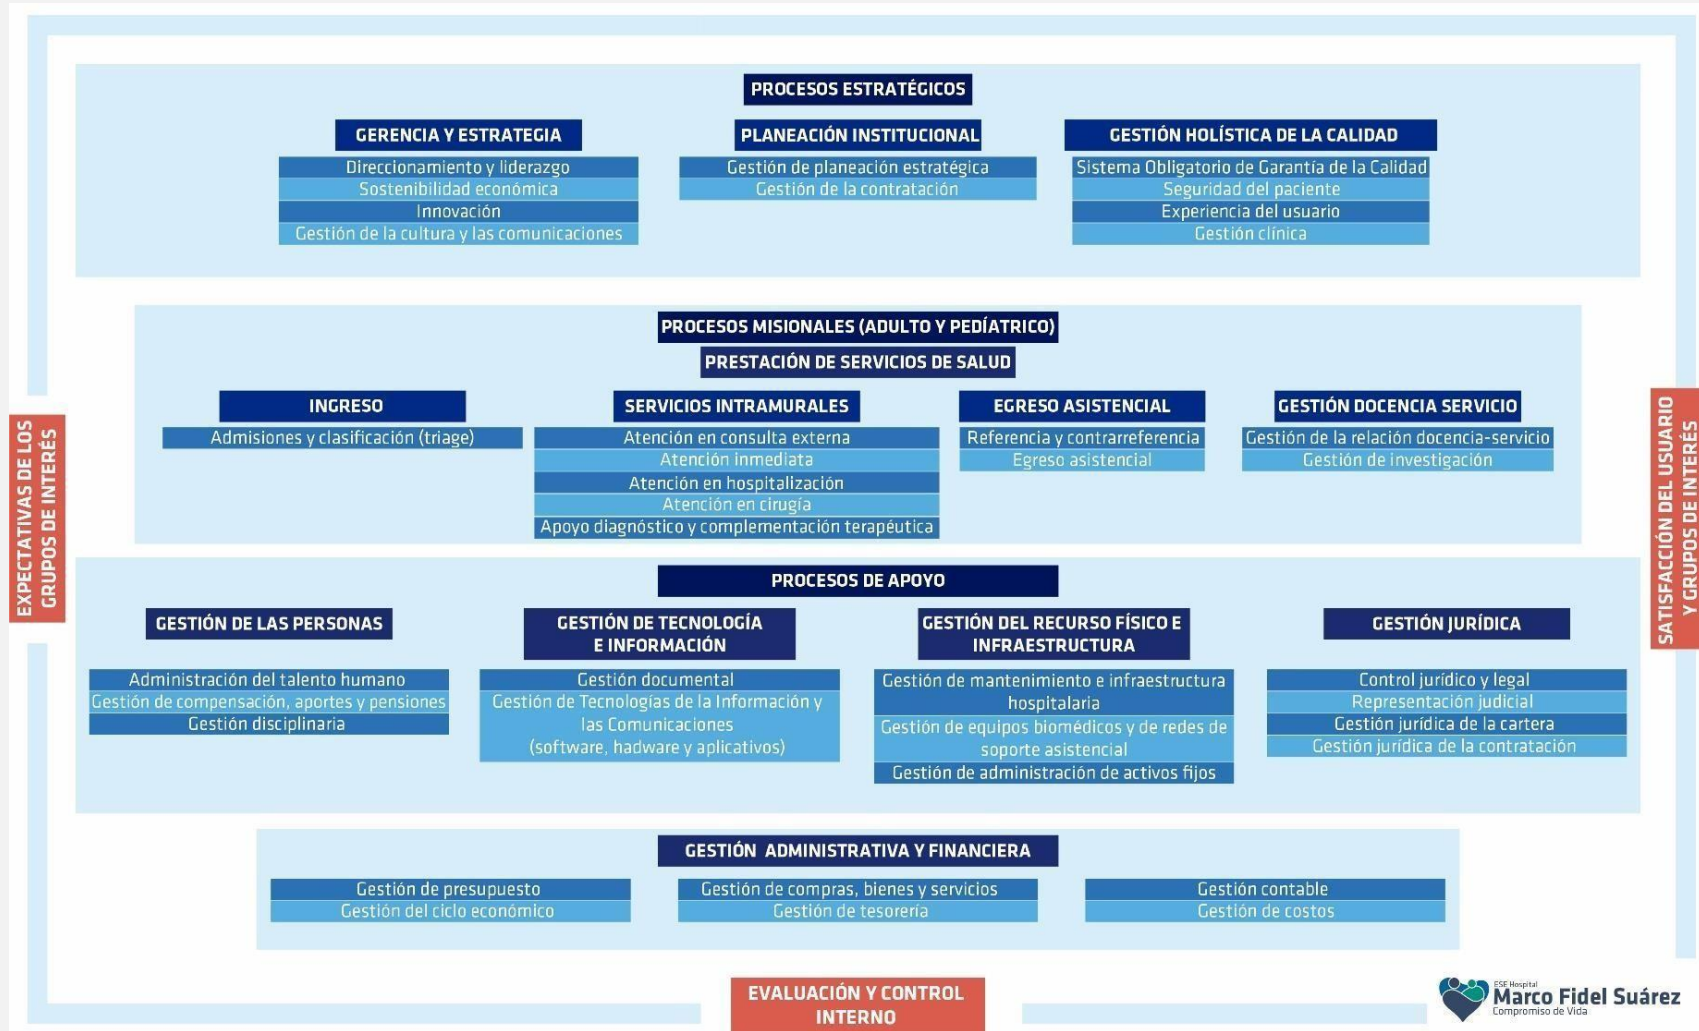 PROCESOS ESTRATÉGICOS
GERENCIA Y ESTRATEGIA
Direccionamiento y liderazgo
Sostenibilidad económica
Innovación
Gestión de la cultura y las comunicaciones
PLANEACIÓN INSTITUCIONAL
Gestión de planeación estratégica
Gestión de la contratación
GESTIÓN HOLÍSTICA DE LA CALIDAD
Sistema Obligatorio de Garantía de la Calidad
Seguridad del paciente
Experiencia del usuario
Gestión clínica
PROCESOS MISIONALES (ADULTO Y PEDÍATRICO)
PRESTACIÓN DE SERVICIOS DE SALUD
INGRESO
Admisiones y clasificación (triage)
SERVICIOS INTRAMURALES
Atención en consulta externa
Atención inmediata
Atención en hospitalización
Atención en cirugía
Apoyo diagnóstico y complementación terapéutica
EGRESO ASISTENCIAL
Referencia y contrarreferencia
Egreso asistencial
GESTIÓN DOCENCIA SERVICIO
Gestión de la relación docencia-servicio
Gestión de investigación
EXPECTATIVAS DE LOS
GRUPOS DE INTERÉS
SATISFACCIÓN DEL USUARIO
Y GRUPOS DE INTERÉS
PROCESOS DE APOYO
GESTIÓN DE LAS PERSONAS
Administración del talento humano
Gestión de compensación, aportes y pensiones
Gestión disciplinaria
GESTIÓN DE TECNOLOGÍA
E INFORMACIÓN
Gestión documental
Gestión de Tecnologías de la Información y
las Comunicaciones
(software, hadware y aplicativos)
GESTIÓN DEL RECURSO FÍSICO E
INFRAESTRUCTURA
Gestión de mantenimiento e infraestructura
hospitalaria
Gestión de equipos biomédicos y de redes de
soporte asistencial
Gestión de administración de activos fijos
GESTIÓN JURÍDICA
Control jurídico y legal
Representación judicial
Gestión jurídica de la cartera
Gestión jurídica de la contratación
GESTIÓN ADMINISTRATIVA Y FINANCIERA
Gestión de presupuesto
Gestión del ciclo económico
Gestión de compras, bienes y servicios
Gestión de tesorería
Gestión contable
Gestión de costos
EVALUACIÓN Y CONTROL
INTERNO
ESE Hospital
Marco Fidel Suárez
Compromiso de Vida